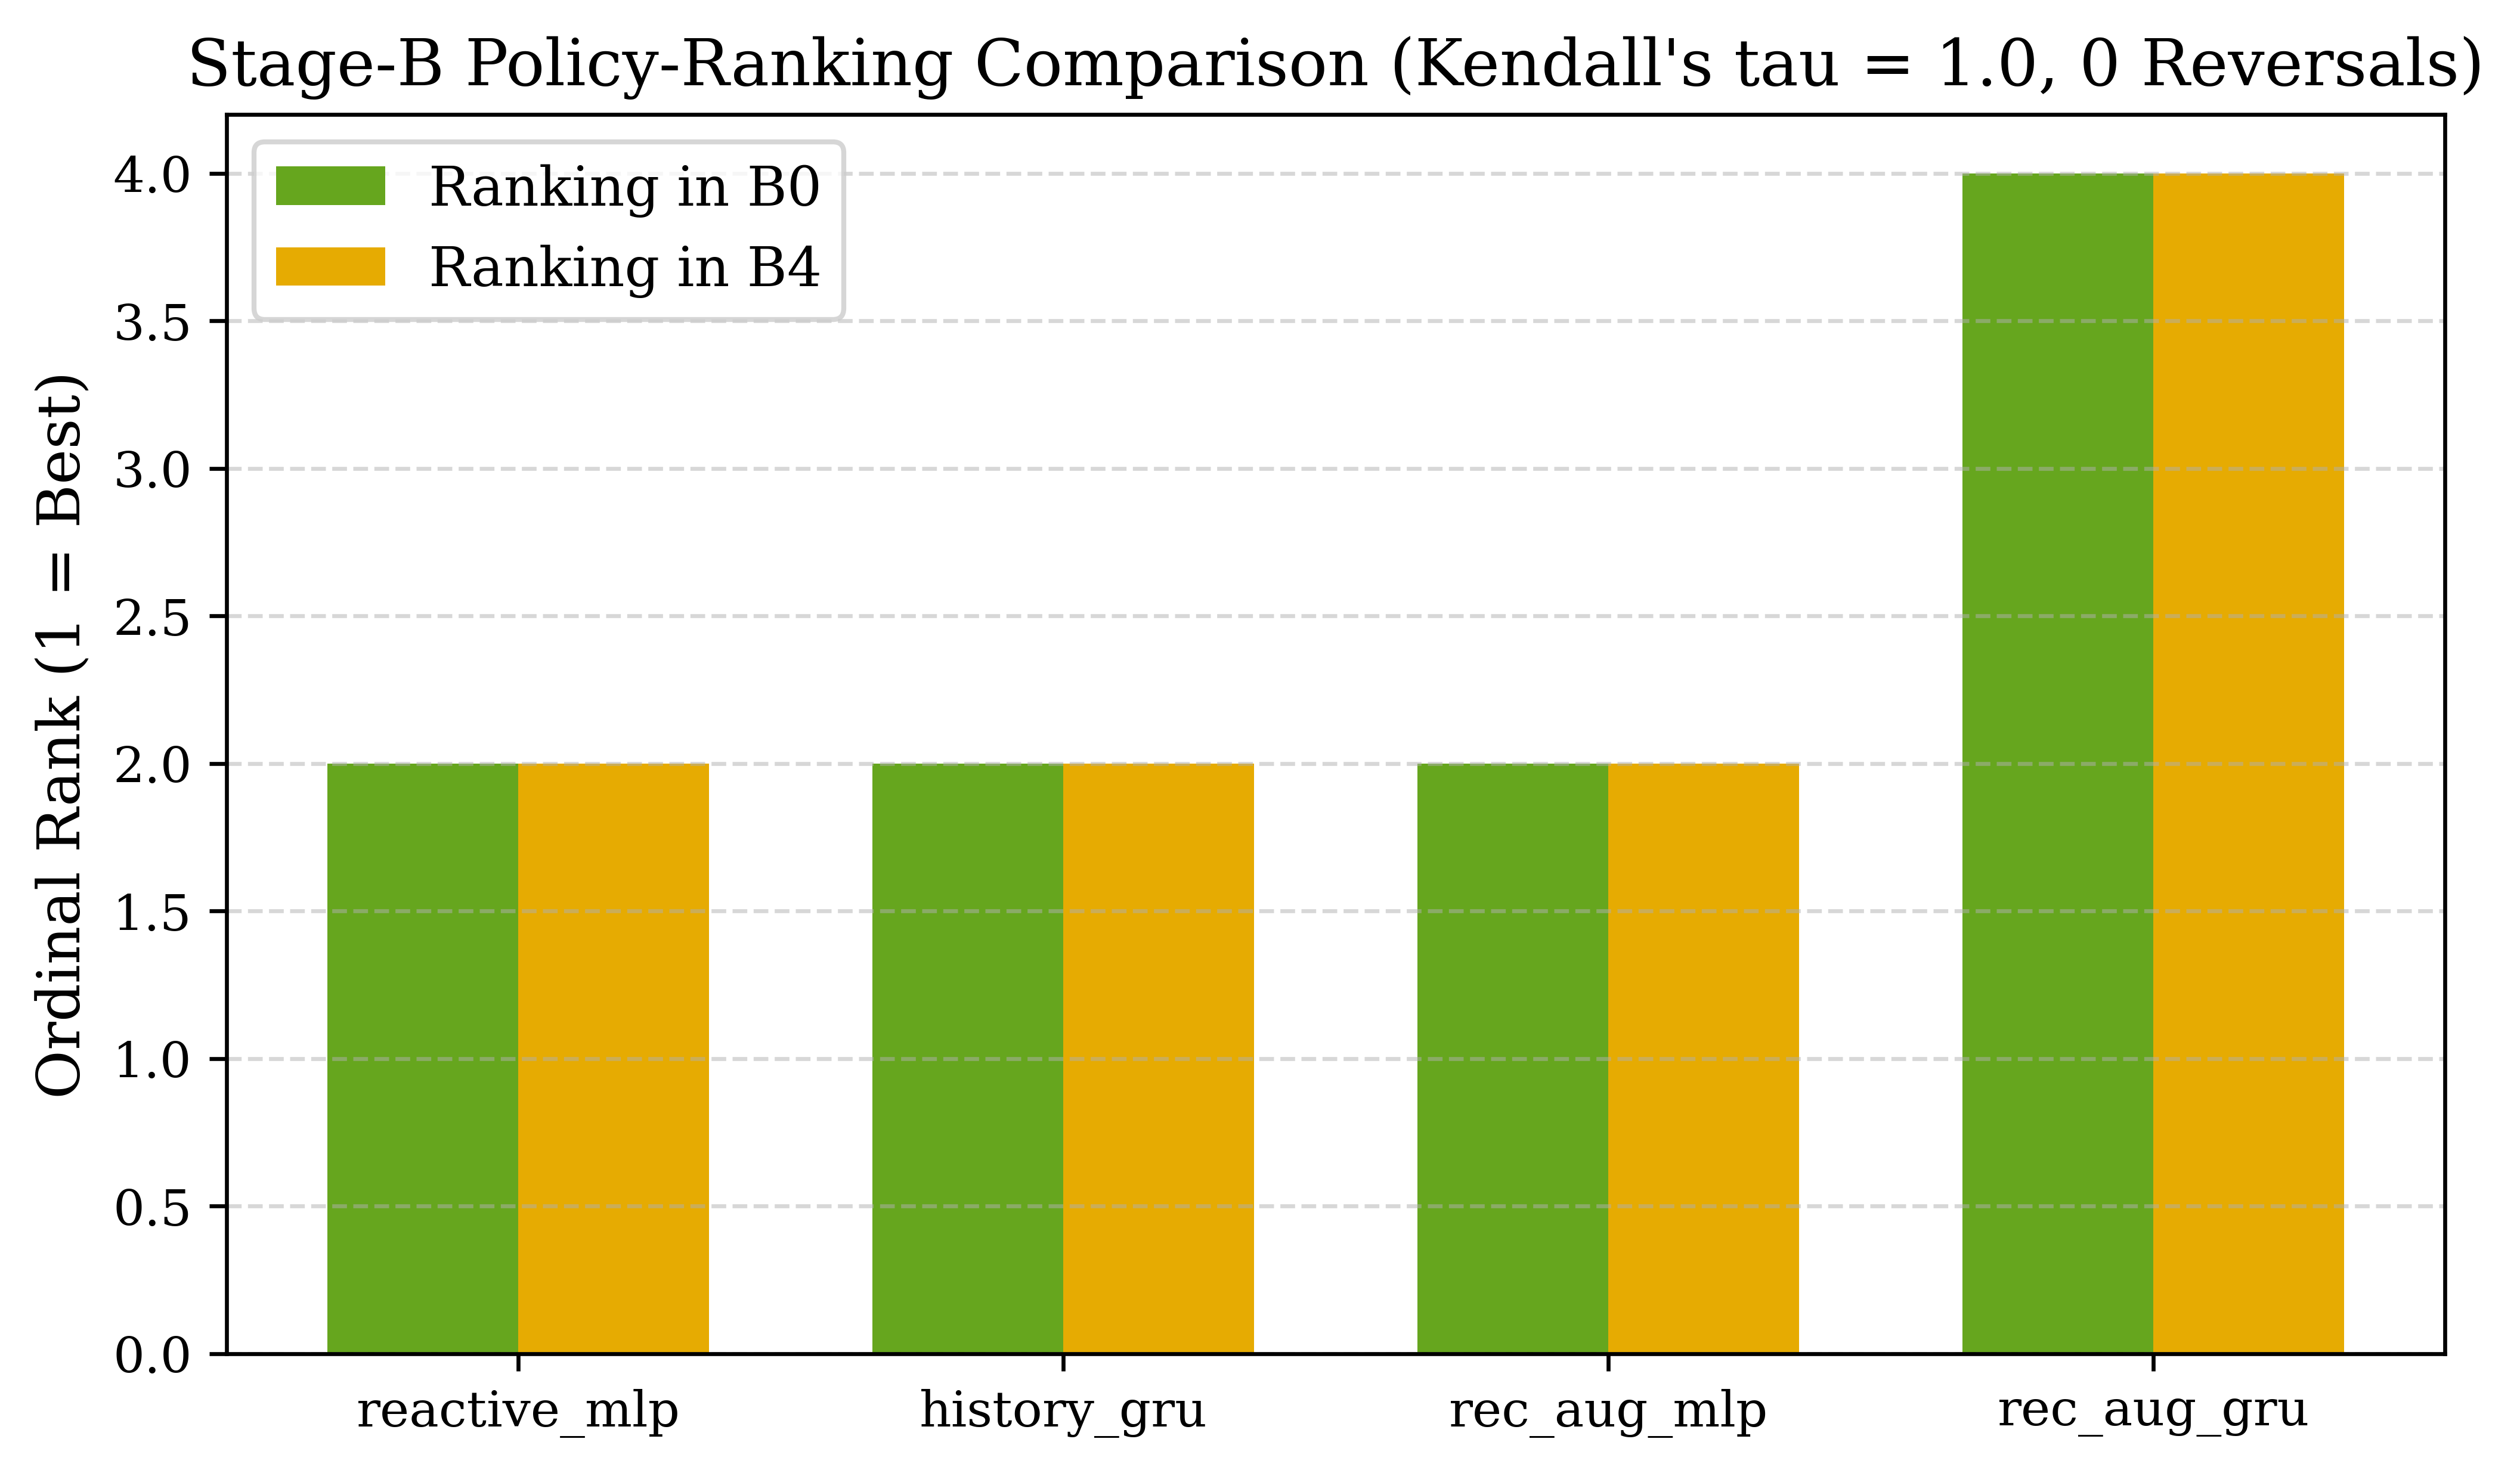 Stage-B Policy-Ranking Comparison (Kendall's tau = 1.0, 0 Reversals)
Ranking in B0
Ranking in B4
Ordinal Rank (1 = Best)
4.0
3.5
3.0
2.5
2.0
1.5
1.0
0.5
0.0
reactive_mlp
history_gru
rec_aug_mlp
rec_aug_gru